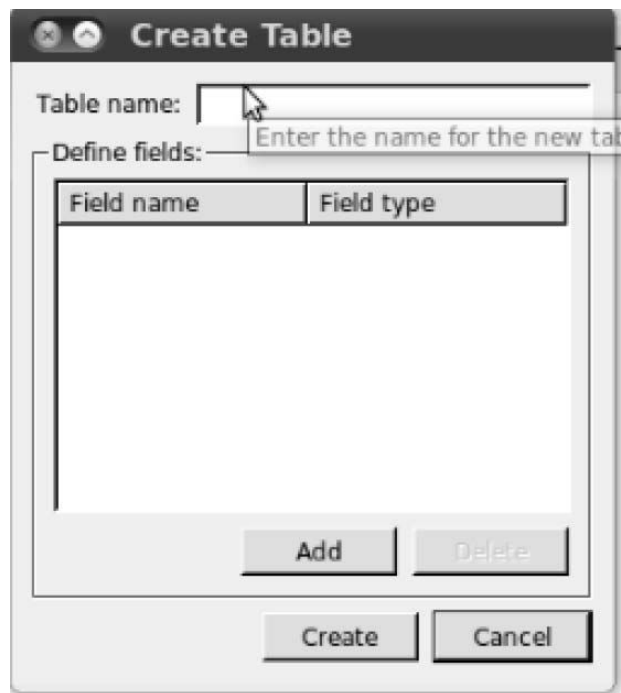 Create Table
Table name:
Enter the name for the new
Define fields:
Field name Field type
Add Delete
Create Cancel